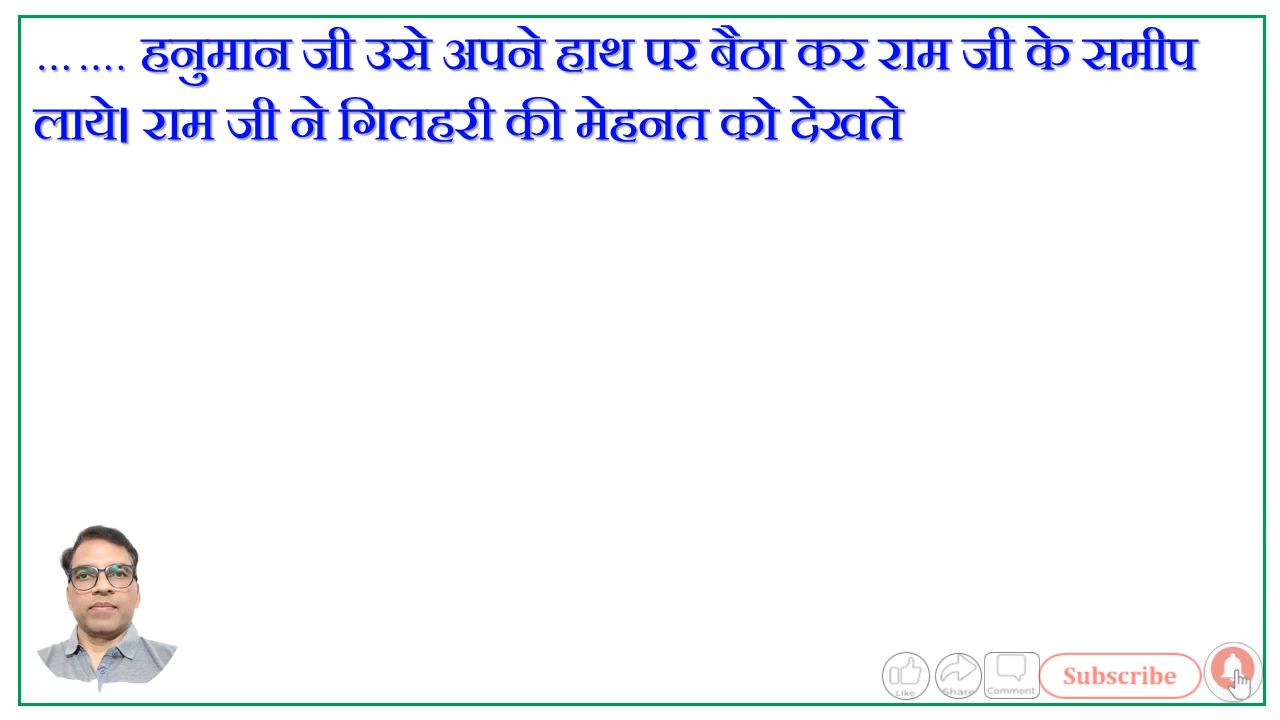 ……. हनुमान जी उसे अपने हाथ पर बैठा कर राम जी के समीप
लाये। राम जी ने गिलहरी की मेहनत को देखते
Like
Share
Comment
Subscribe